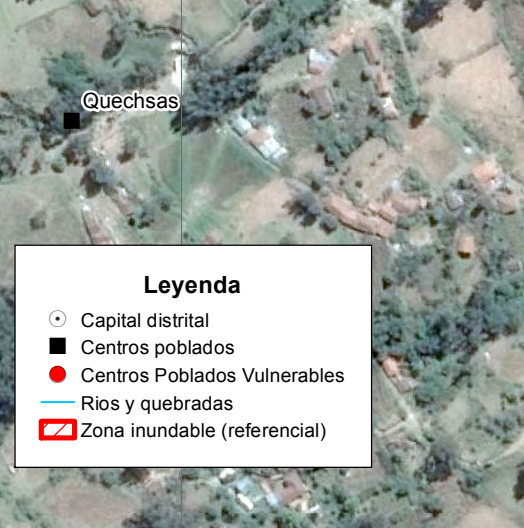 Quechsas
Leyenda
Capital distrital
Centros poblados
Centros Poblados Vulnerables
Rios y quebradas
Zona inundable (referencial)